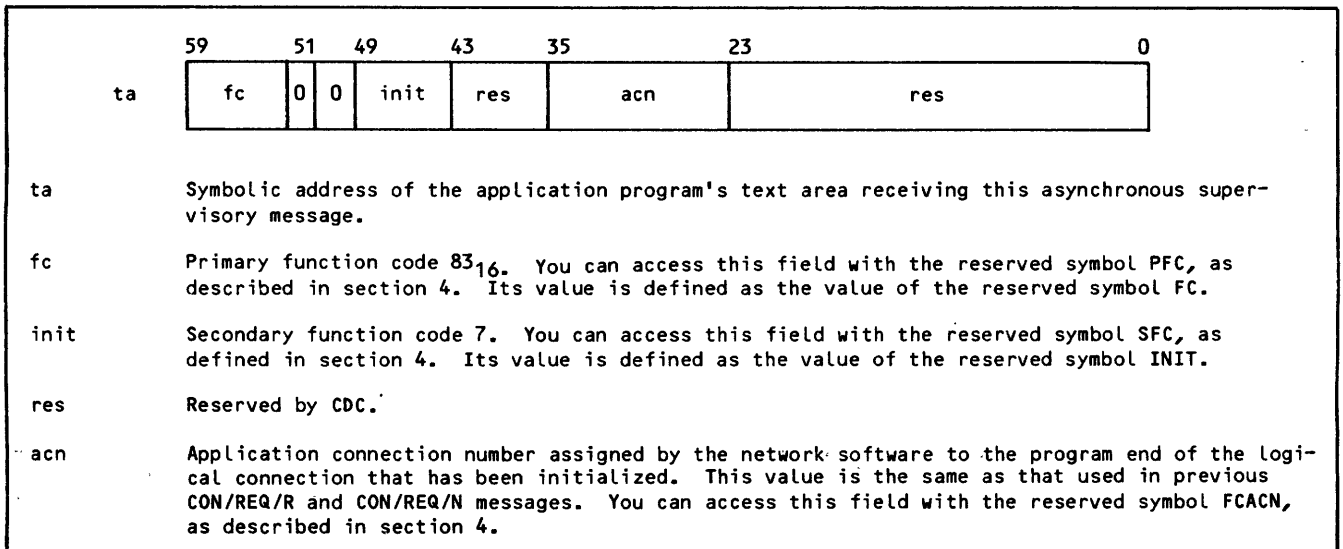 59 51 49 43 35 23 0
ta fc 0 0 init res acn res
ta Symbolic address of the application program's text area receiving this asynchronous super-
visory message.
fc Primary function code 83₁₆. You can access this field with the reserved symbol PFC, as
described in section 4. Its value is defined as the value of the reserved symbol FC.
init Secondary function code 7. You can access this field with the reserved symbol SFC, as
defined in section 4. Its value is defined as the value of the reserved symbol INIT.
res Reserved by CDC.
acn Application connection number assigned by the network software to the program end of the logi-
cal connection that has been initialized. This value is the same as that used in previous
CON/REQ/R and CON/REQ/N messages. You can access this field with the reserved symbol FCACN,
as described in section 4.